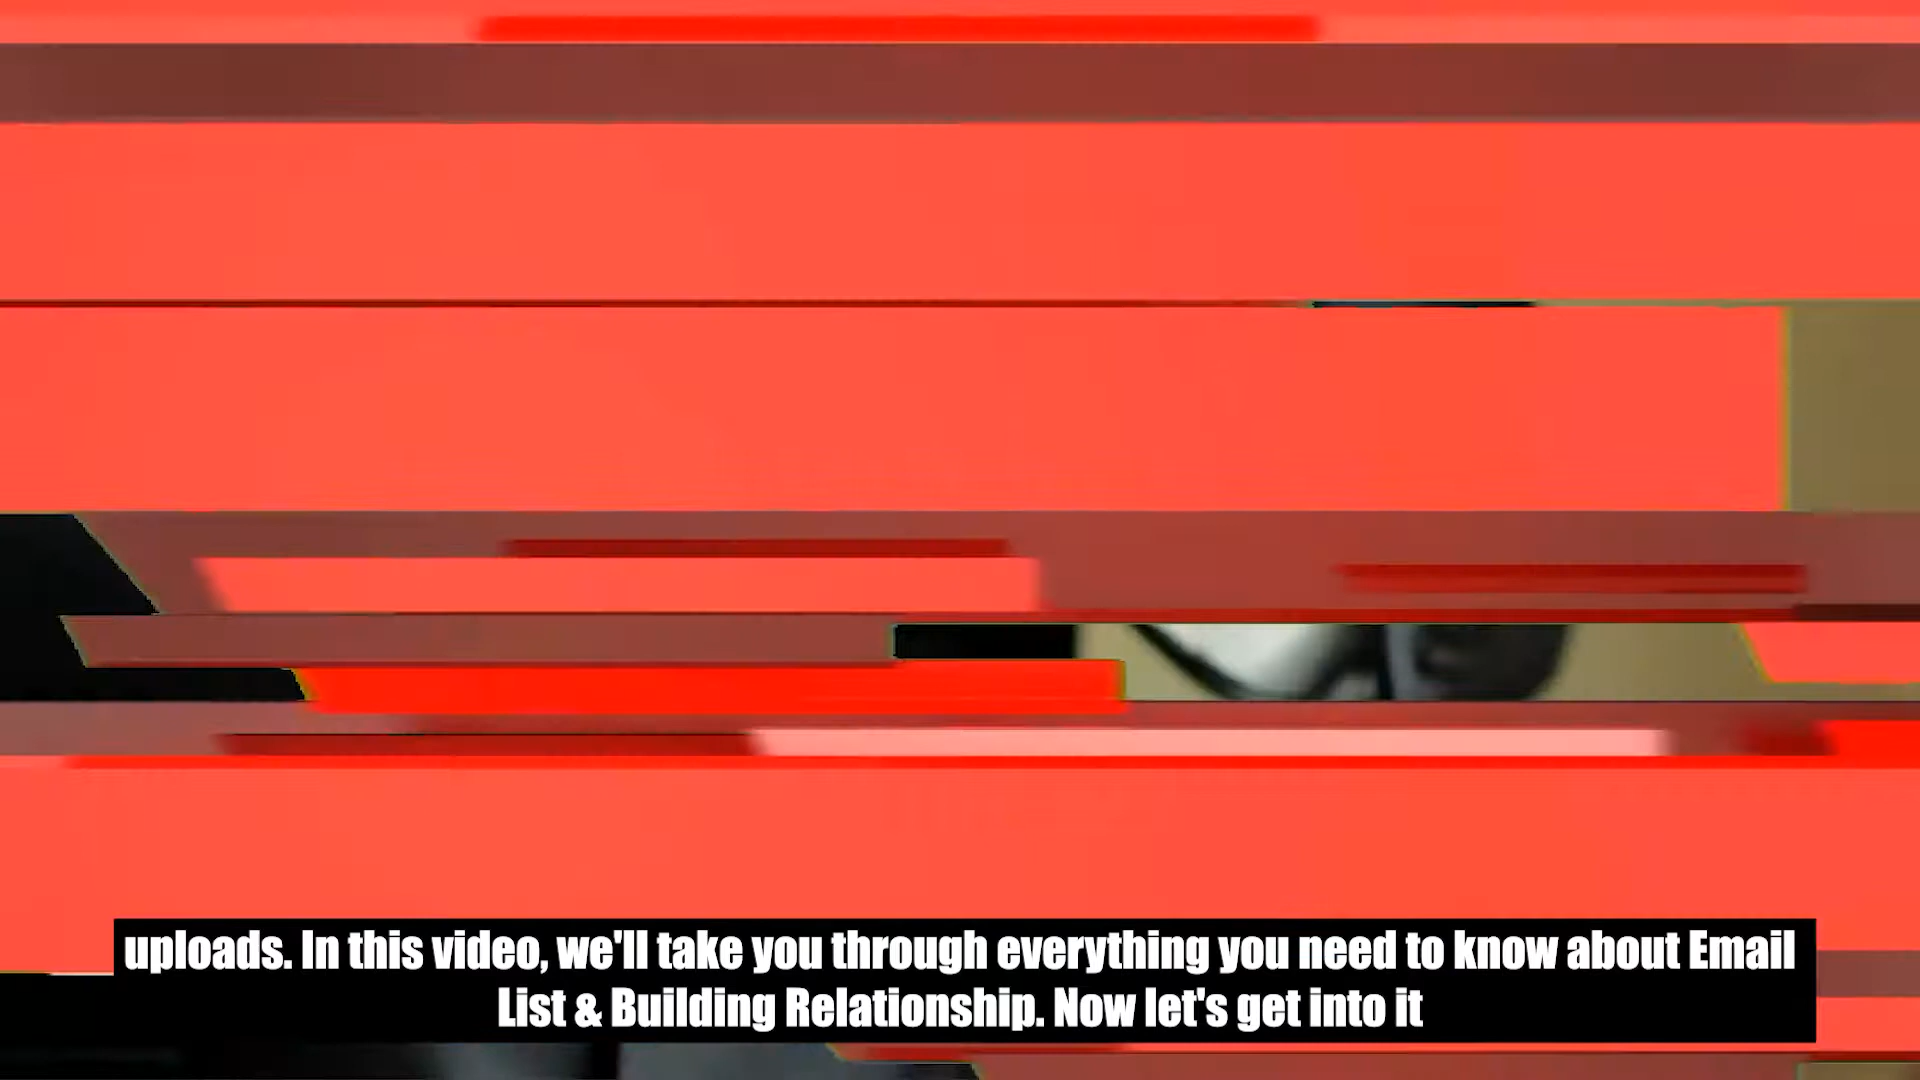 uploads. In this video, we'll take you through everything you need to know about Email
List & Building Relationship. Now let's get into it